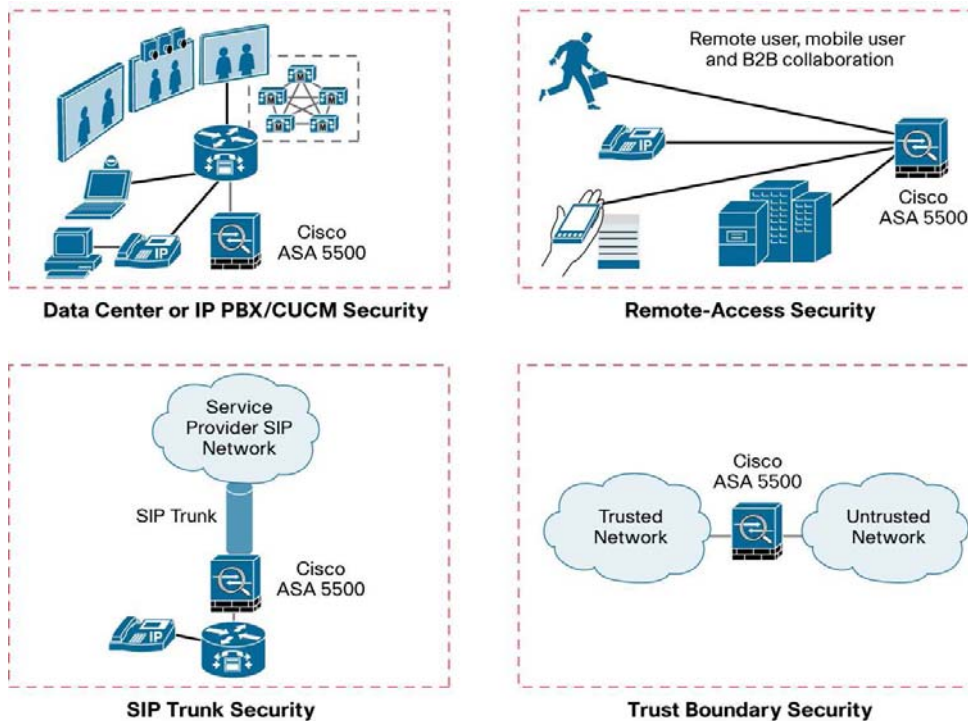 IP
Cisco
ASA 5500
Data Center or IP PBX/CUCM Security
Remote user, mobile user
and B2B collaboration
IP
Cisco
ASA 5500
Remote-Access Security
Service
Provider SIP
Network
SIP Trunk
Cisco
ASA 5500
IP
SIP Trunk Security
Cisco
ASA 5500
Trusted
Network
Untrusted
Network
Trust Boundary Security